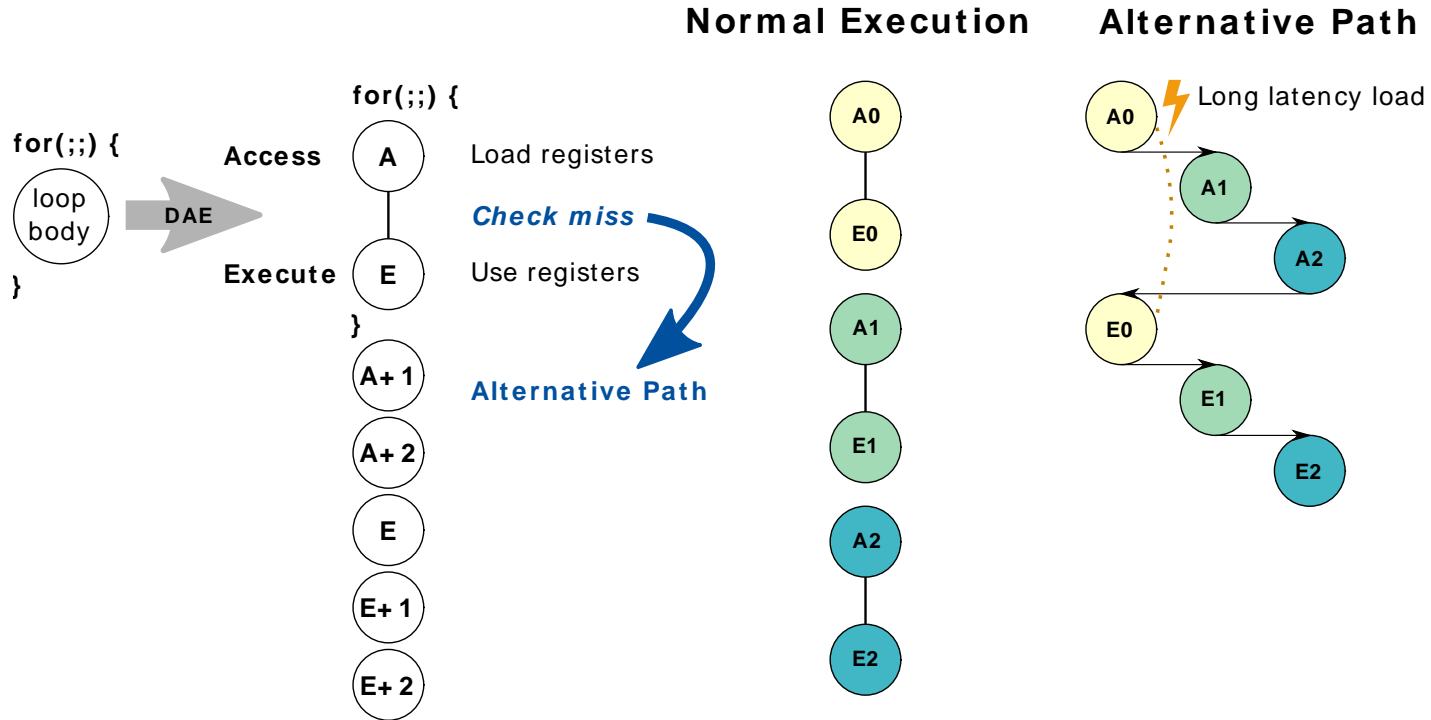 Normal Execution
Alternative Path
for(;;) {
loop
body
}
DAE
for(;;) {
Access
A
Load registers
Check miss
Execute
E
Use registers
}
A+1
Alternative Path
A+2
E
E+1
E+2
A0
E0
A1
E1
A2
E2
A0
Long latency load
A1
A2
E0
E1
E2